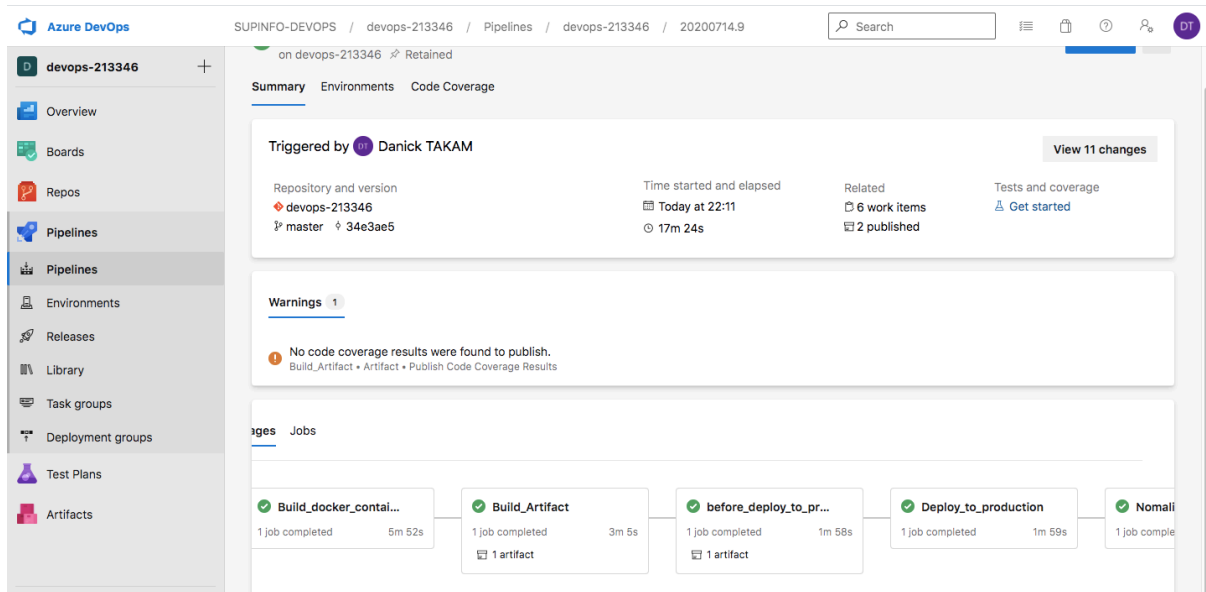 Azure DevOps
SUPINFO-DEVOPS / devops-213346 / Pipelines / devops-213346 / 20200714.9
Search
DT
D devops-213346
Overview
Boards
Repos
Pipelines
Pipelines
Environments
Releases
Library
Task groups
Deployment groups
Test Plans
Artifacts
on devops-213346 Retained
Summary Environments Code Coverage
Triggered by DT Danick TAKAM
View 11 changes
Repository and version
devops-213346
master 34e3ae5
Time started and elapsed
Today at 22:11
17m 24s
Related
6 work items
2 published
Tests and coverage
Get started
Warnings 1
No code coverage results were found to publish.
Build_Artifact • Artifact • Publish Code Coverage Results
ages Jobs
Build_docker_contai...
1 job completed 5m 52s
Build_Artifact
1 job completed 3m 5s
1 artifact
before_deploy_to_pr...
1 job completed 1m 58s
1 artifact
Deploy_to_production
1 job completed 1m 59s
Nomali
1 job comple